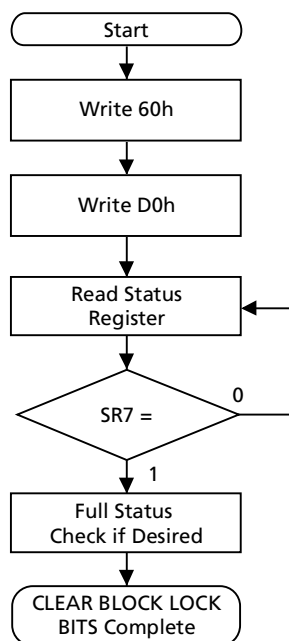 Start
Write 60h
Write D0h
Read Status
Register
SR7 =
0
1
Full Status
Check if Desired
CLEAR BLOCK LOCK
BITS Complete